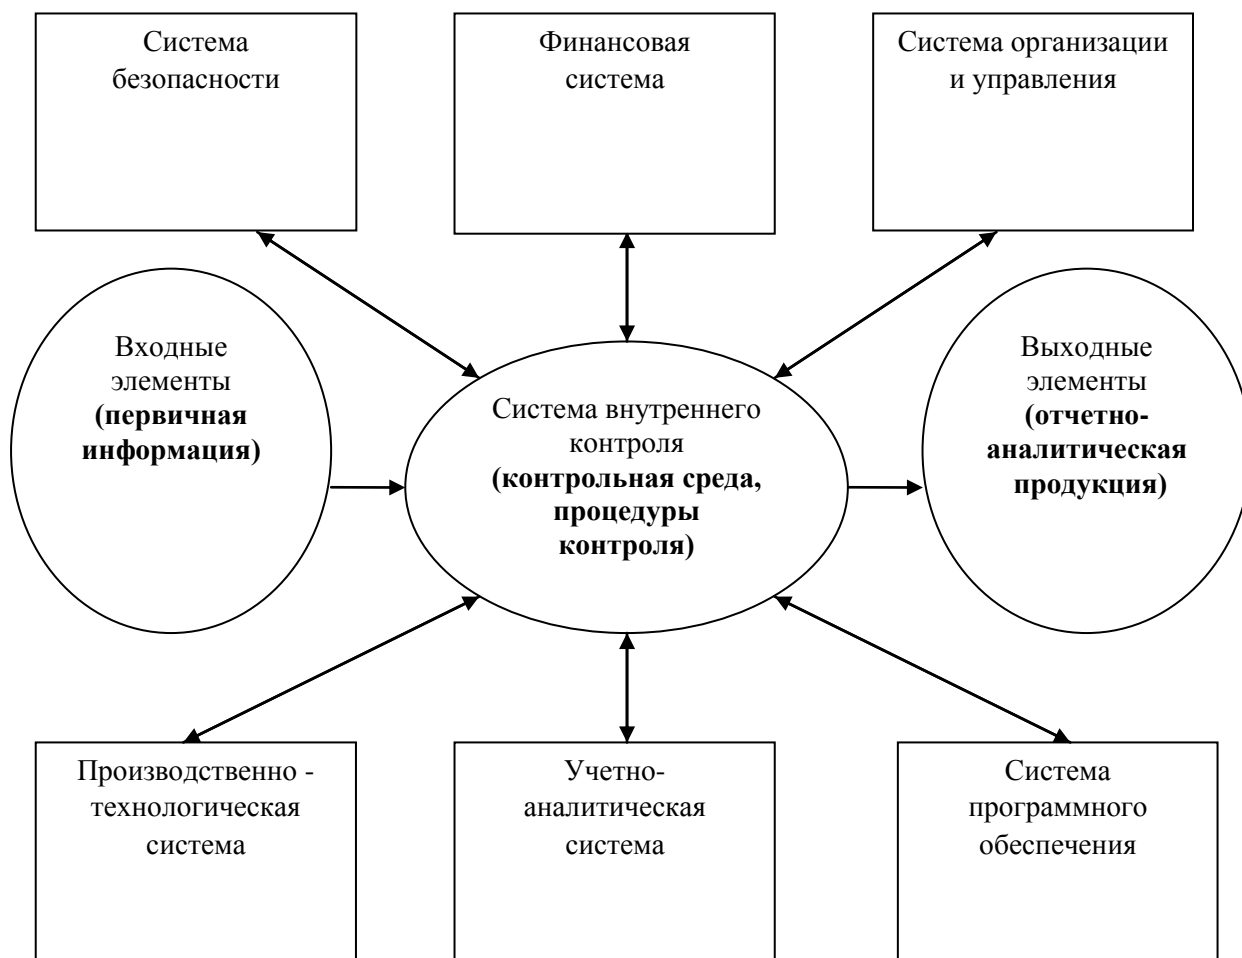 Система
безопасности
Финансовая
система
Система организации
и управления
Входные
элементы
(первичная
информация)
Система внутреннего
контроля
(контрольная среда,
процедуры
контроля)
Выходные
элементы
(отчетно-
аналитическая
продукция)
Производственно -
технологическая
система
Учетно-
аналитическая
система
Система
программного
обеспечения